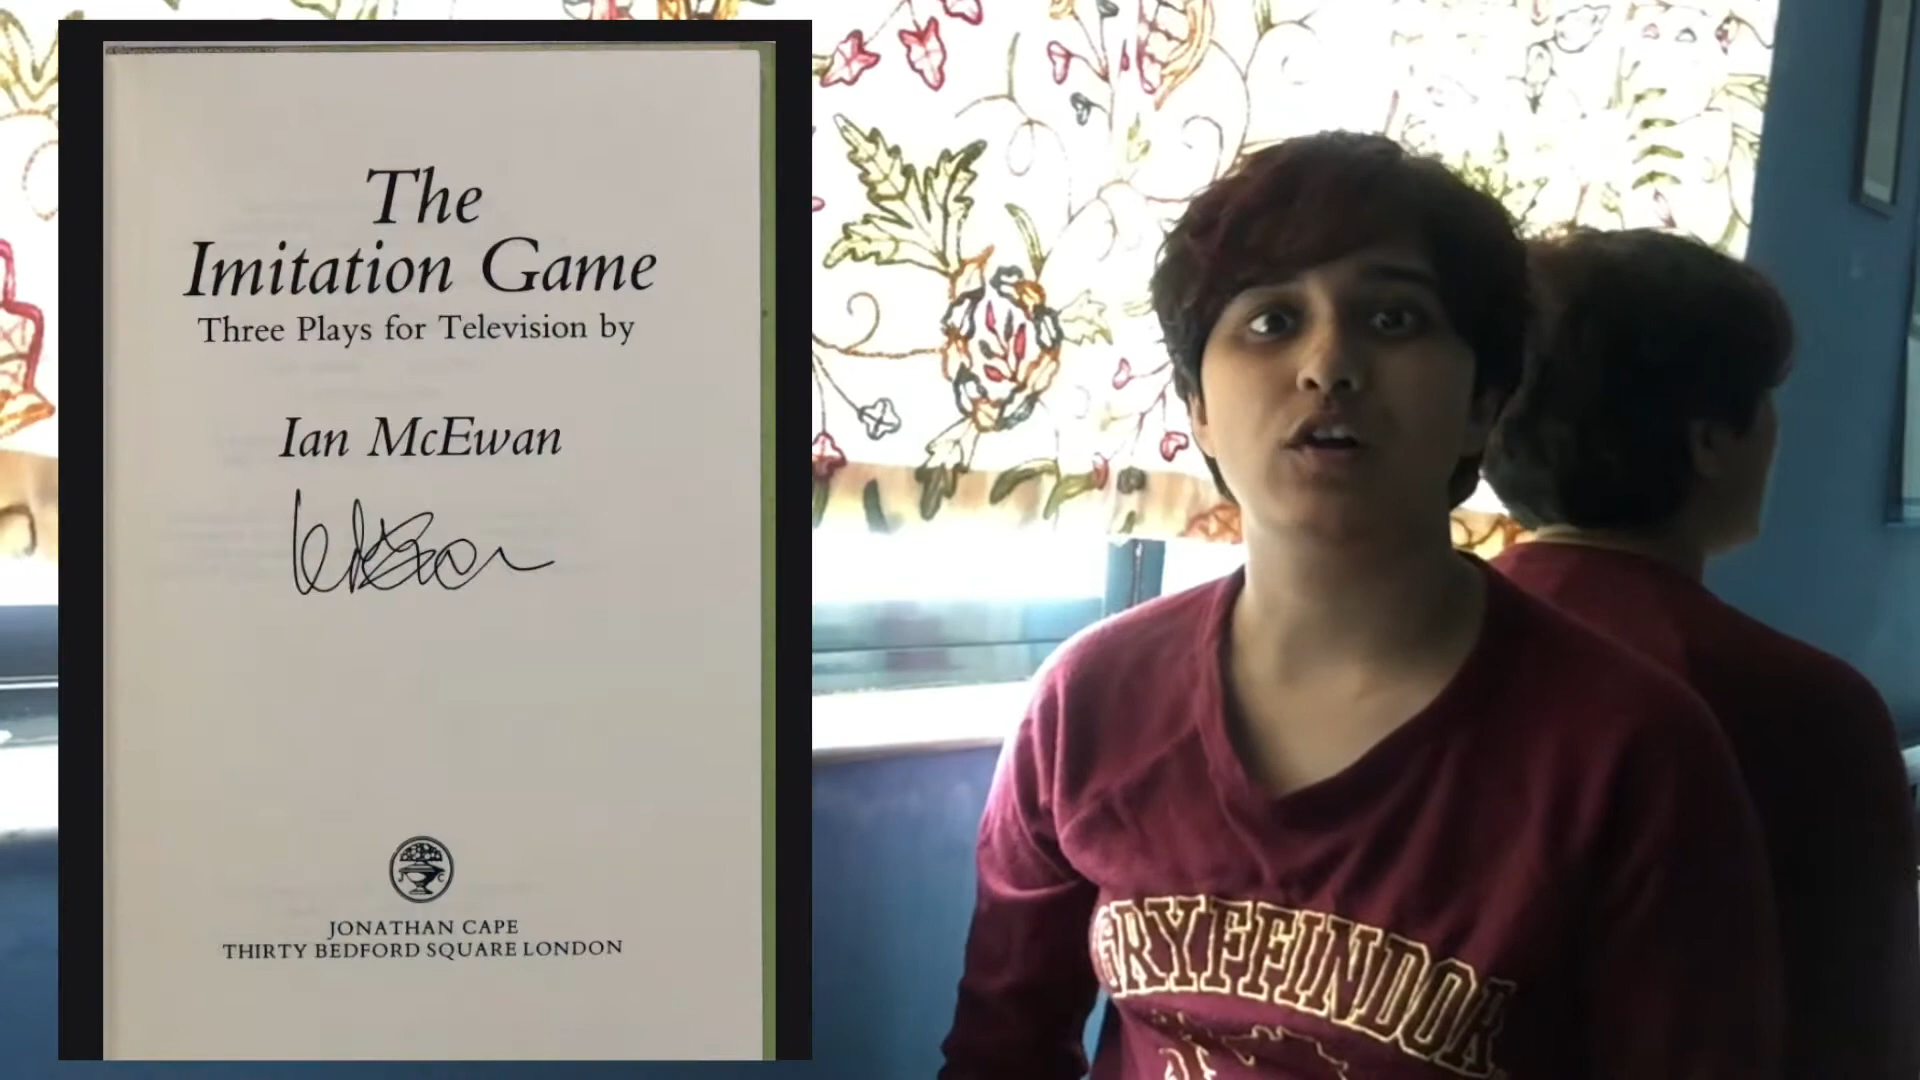 The
Imitation Game
Three Plays for Television by
Ian McEwan
J C
JONATHAN CAPE
THIRTY BEDFORD SQUARE LONDON
GRYFFINDOR